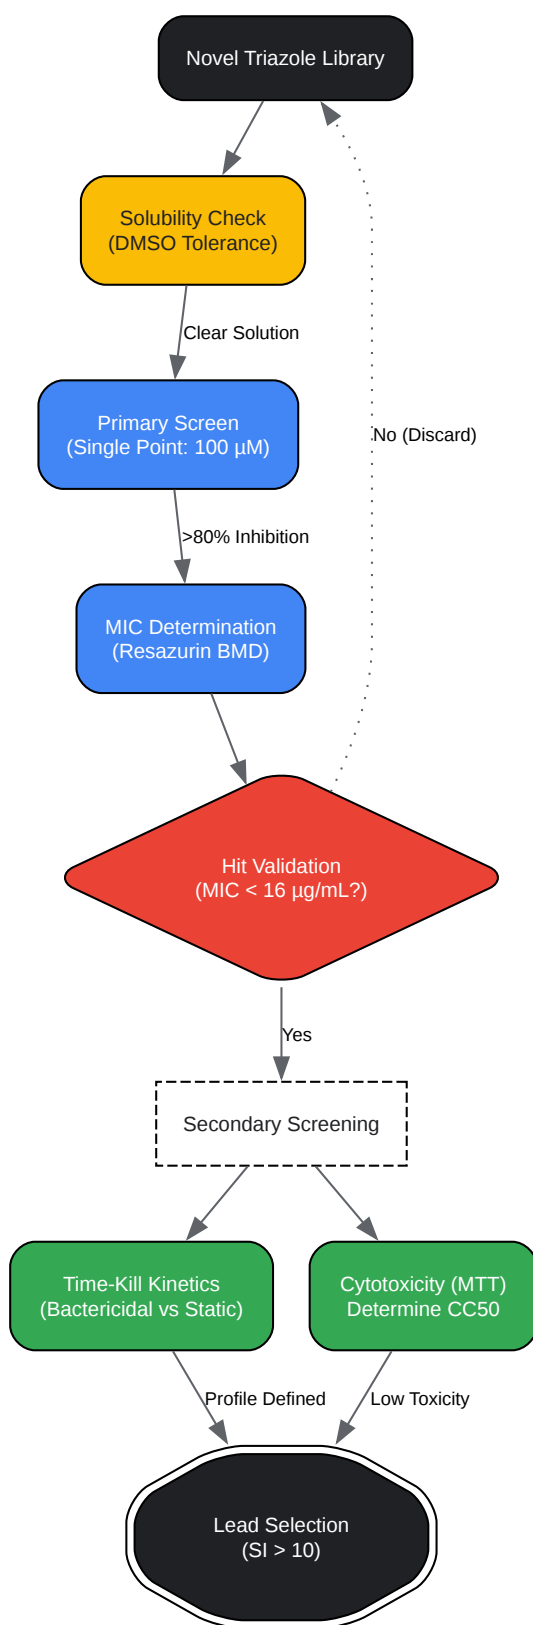 Novel Triazole Library
Solubility Check
(DMSO Tolerance)
Clear Solution
Primary Screen
(Single Point: 100 µM)
No (Discard)
>80% Inhibition
MIC Determination
(Resazurin BMD)
Hit Validation
(MIC < 16 µg/mL?)
Yes
Secondary Screening
Time-Kill Kinetics
(Bactericidal vs Static)
Cytotoxicity (MTT)
Determine CC50
Profile Defined
Low Toxicity
Lead Selection
(SI > 10)